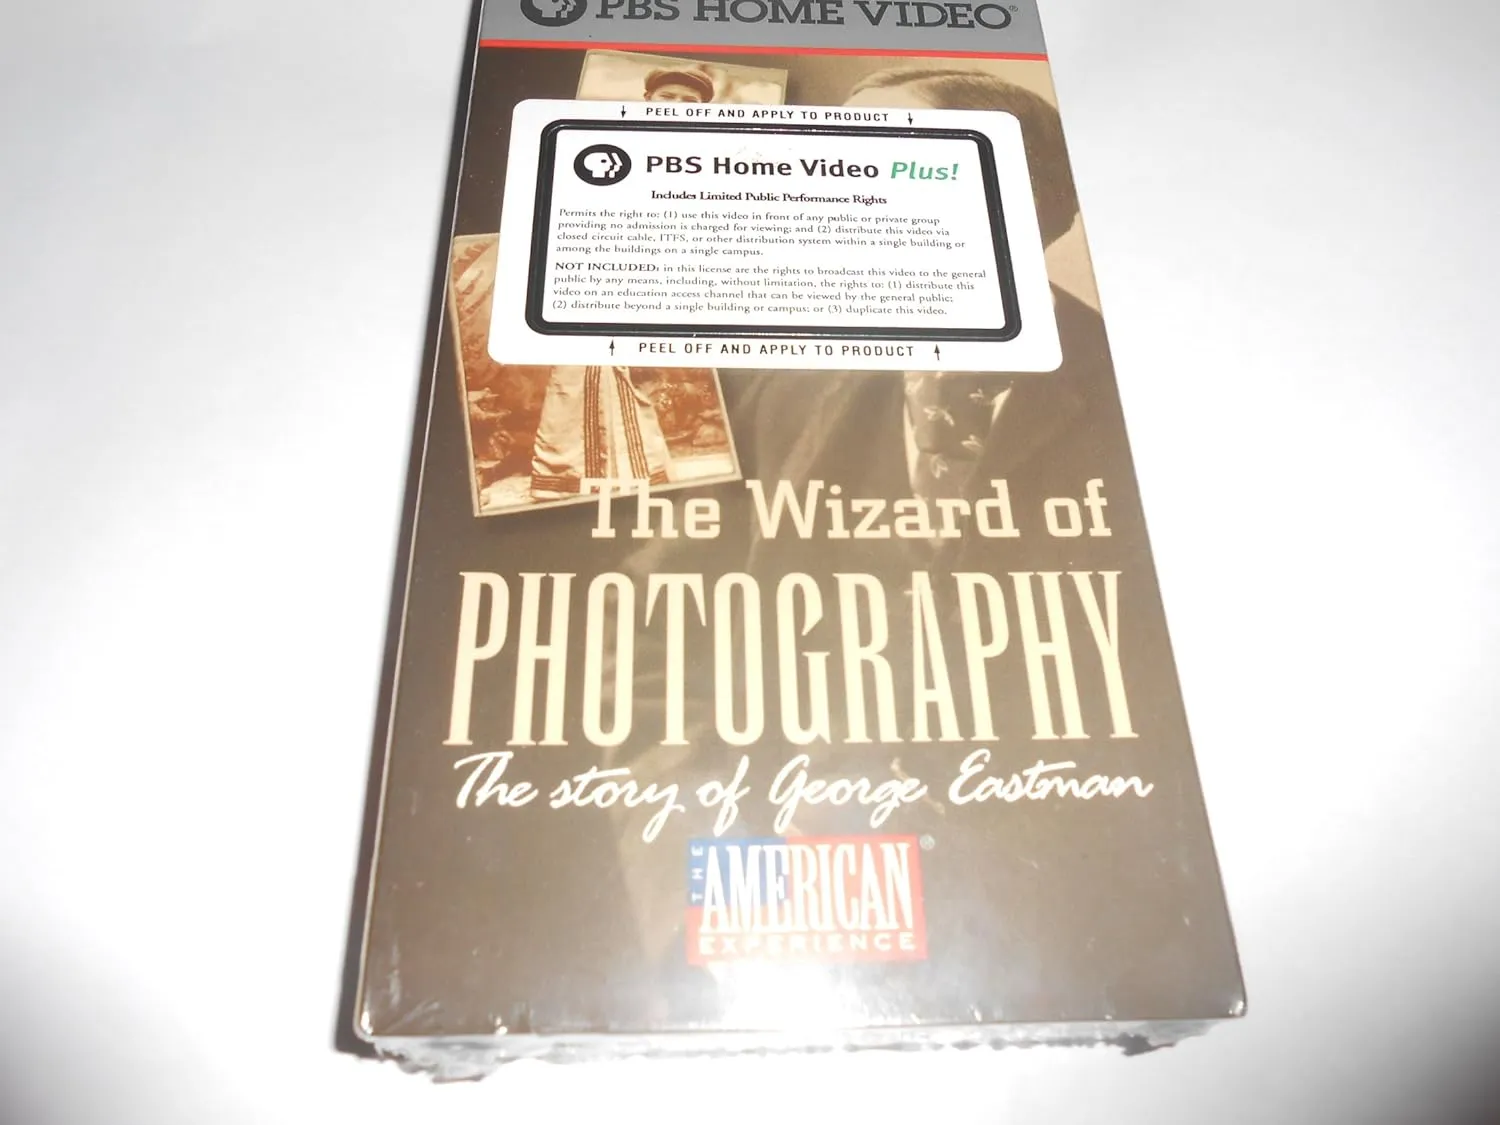 PBS HOME VIDEO®
↓ PEEL OFF AND APPLY TO PRODUCT ↓
PBS Home Video Plus!
Includes Limited Public Performance Rights
Permits the right to: (1) use this video in front of any public or private group
providing no admission is charged for viewing; and (2) distribute this video via
closed circuit cable, ITFS, or other distribution system within a single building or
among the buildings on a single campus.
NOT INCLUDED: in this license are the rights to broadcast this video to the general
public by any means, including, without limitation, the rights to: (1) distribute this
video on an education access channel that can be viewed by the general public;
(2) distribute beyond a single building or campus; or (3) duplicate this video.
↑ PEEL OFF AND APPLY TO PRODUCT ↑
The Wizard of
PHOTOGRAPHY
The story of George Eastman
THE
AMERICAN ®
EXPERIENCE